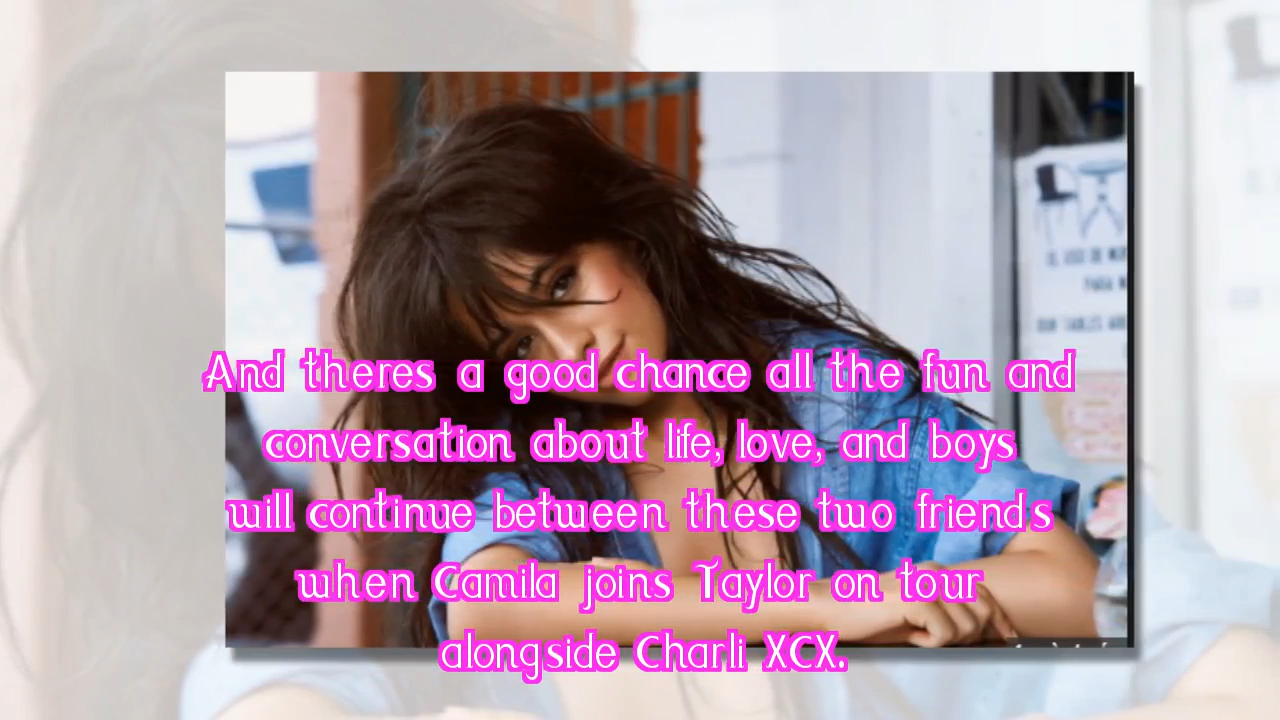 And theres a good chance all the fun and
conversation about life, love, and boys
will continue between these two friends
when Camila joins Taylor on tour
alongside Charli XCX.